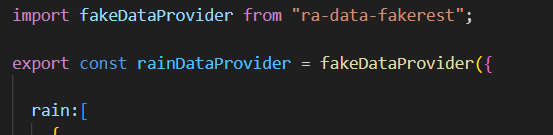 import fakeDataProvider from "ra-data-fakerest";
export const rainDataProvider = fakeDataProvider({
rain:[
{